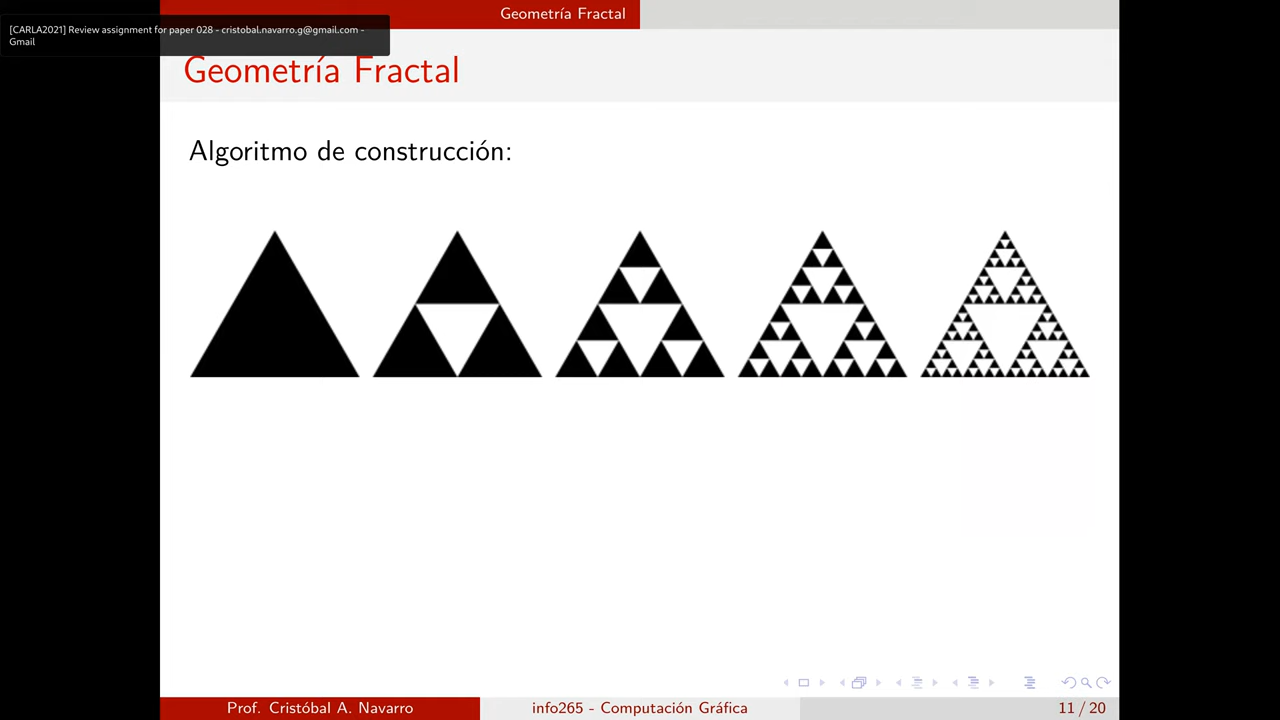 Geometría Fractal
[CARLA2021] Review assignment for paper 028 - cristobal.navarro.g@gmail.com -
Gmail
Geometría Fractal
Algoritmo de construcción:
Prof. Cristóbal A. Navarro
info265 - Computación Gráfica
11 / 20